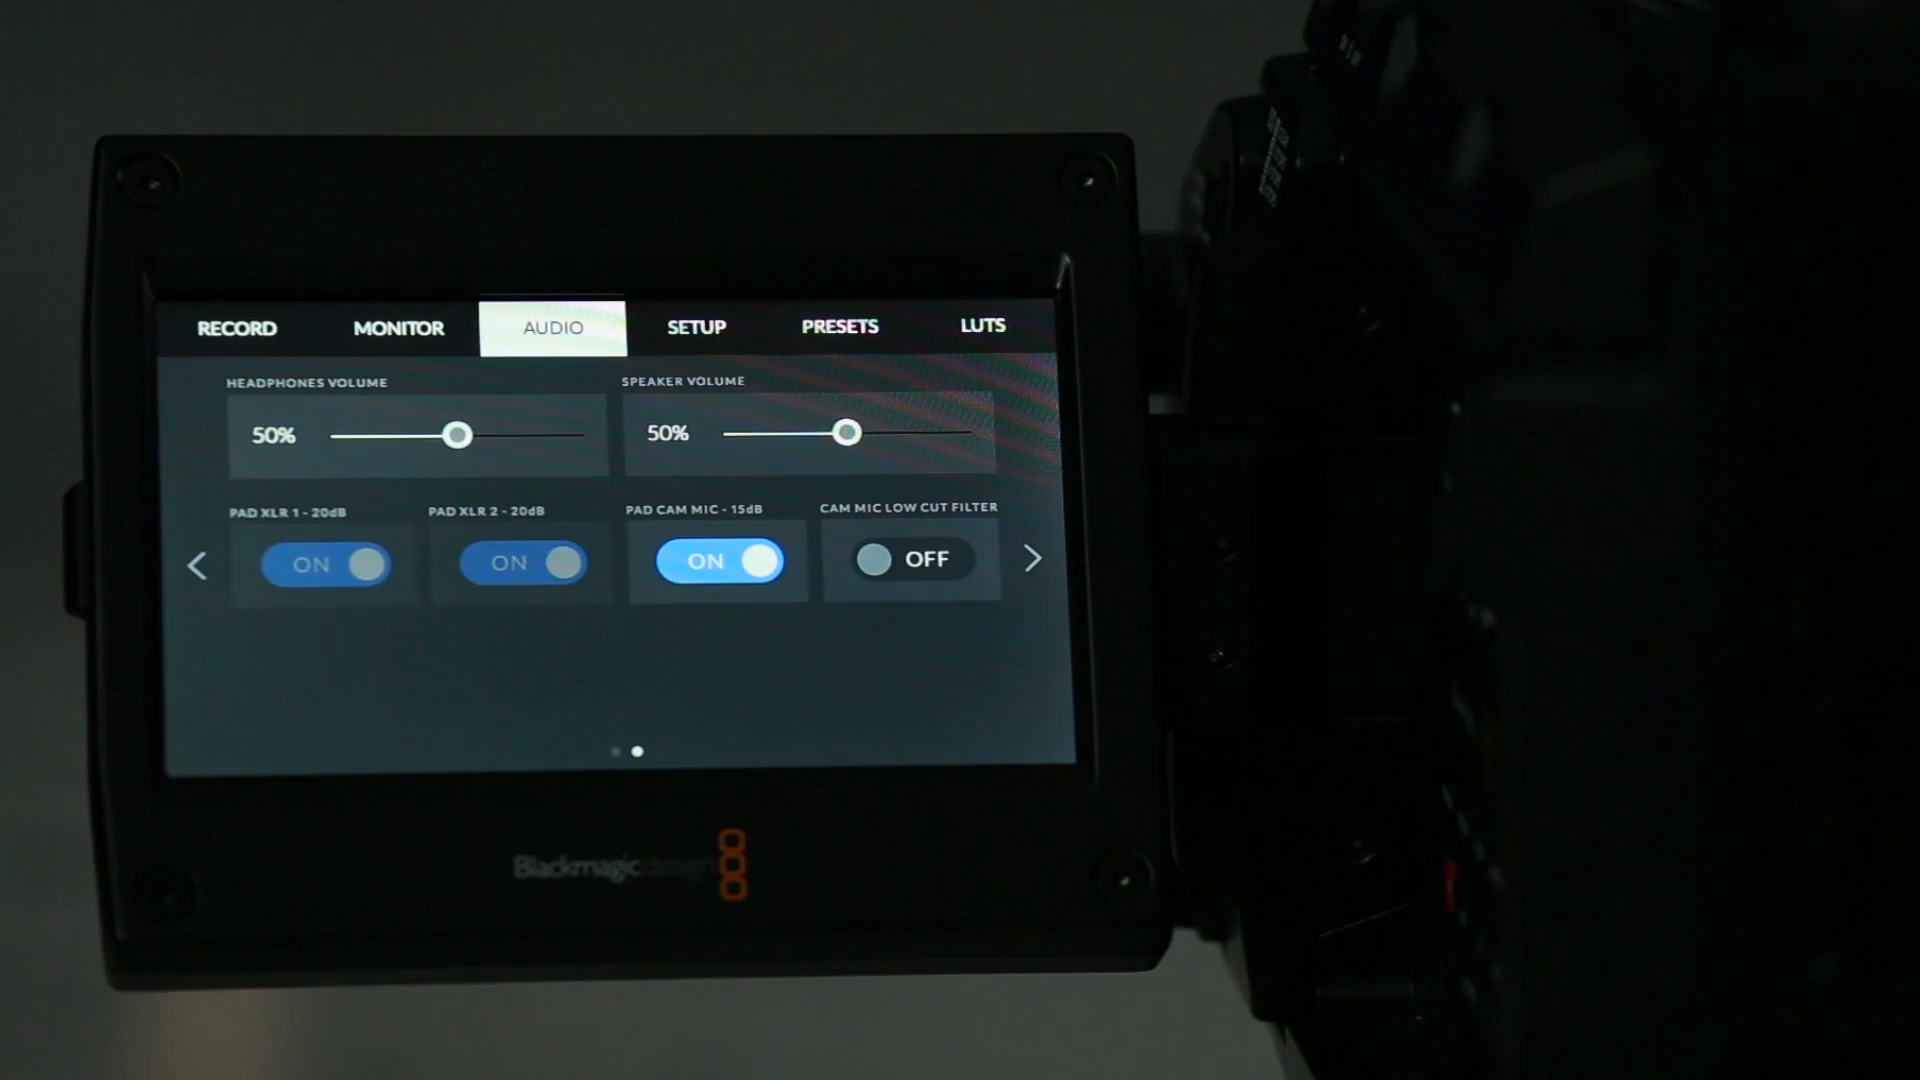 RECORD MONITOR AUDIO SETUP PRESETS LUTS
HEADPHONES VOLUME SPEAKER VOLUME
50% 50%
PAD XLR 1 - 20dB PAD XLR 2 - 20dB PAD CAM MIC - 15dB CAM MIC LOW CUT FILTER
ON ON ON OFF
Blackmagicdesign